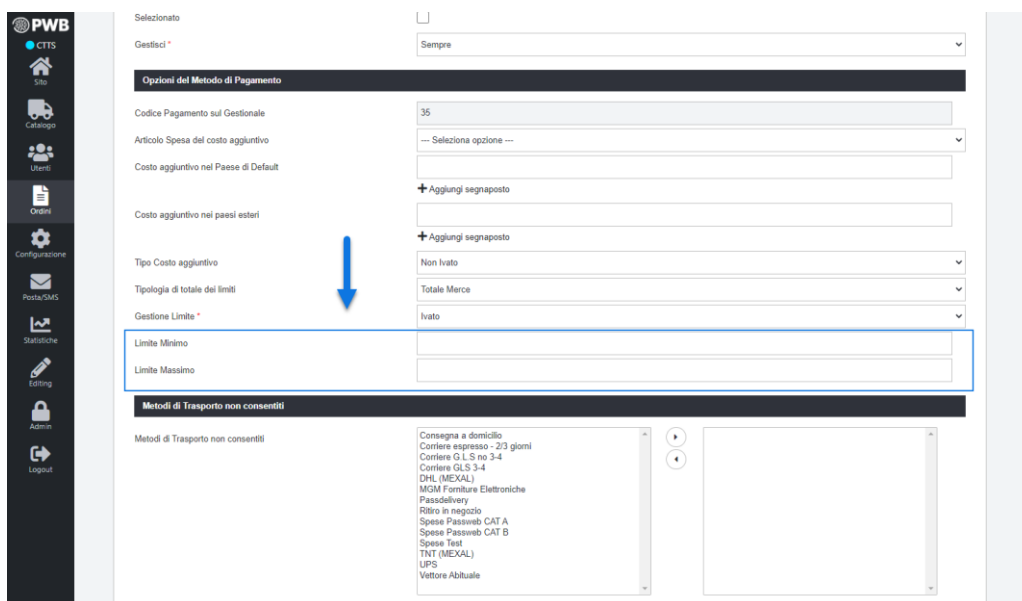 PWB
CTTS
Sito
Catalogo
Utenti
Ordini
Configurazione
Posta/SMS
Statistiche
Editing
Admin
Logout
Selezionato
Gestisci *
Sempre
Opzioni del Metodo di Pagamento
Codice Pagamento sul Gestionale
35
Articolo Spesa del costo aggiuntivo
--- Seleziona opzione ---
Costo aggiuntivo nel Paese di Default
+ Aggiungi segnaposto
Costo aggiuntivo nei paesi esteri
+ Aggiungi segnaposto
Tipo Costo aggiuntivo
Non Ivato
Tipologia di totale dei limiti
Totale Merce
Gestione Limite *
Ivato
Limite Minimo
Limite Massimo
Metodi di Trasporto non consentiti
Metodi di Trasporto non consentiti
Consegna a domicilio
Corriere espresso - 2/3 giorni
Corriere G.L.S no 3-4
Corriere GLS 3-4
DHL (MEXAL)
MGM Forniture Elettroniche
Passdelivery
Ritiro in negozio
Spese Passweb CAT A
Spese Passweb CAT B
Spese Test
TNT (MEXAL)
UPS
Vettore Abituale